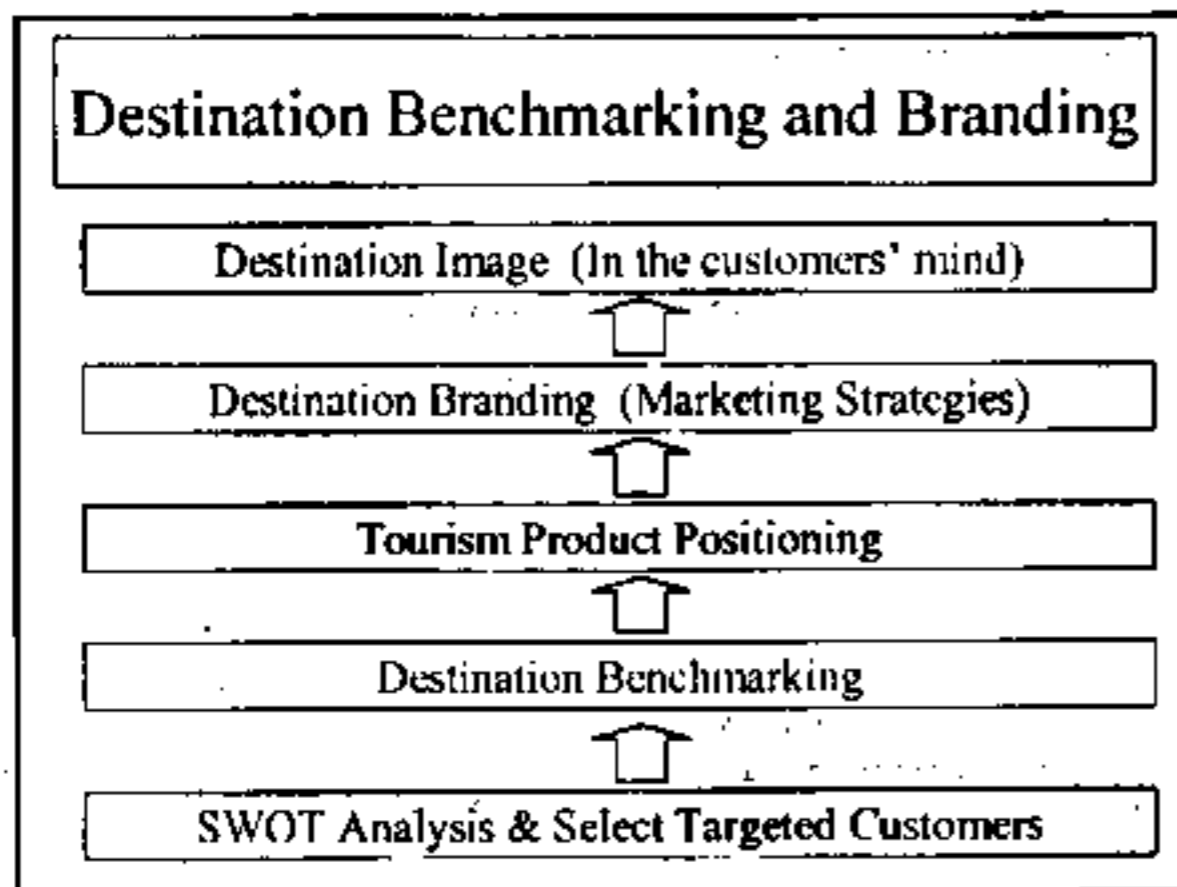 Destination Benchmarking and Branding
Destination Image (In the customers' mind)
Destination Branding (Marketing Strategies)
Tourism Product Positioning
Destination Benchmarking
SWOT Analysis & Select Targeted Customers